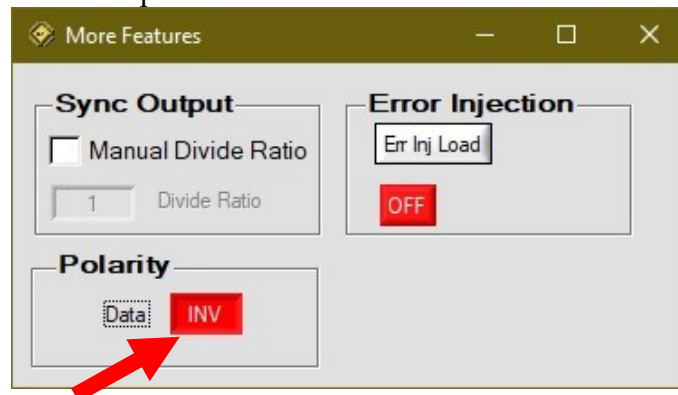 More Features
Sync Output
Manual Divide Ratio
1 Divide Ratio
Error Injection
Err Inj Load
OFF
Polarity
Data INV